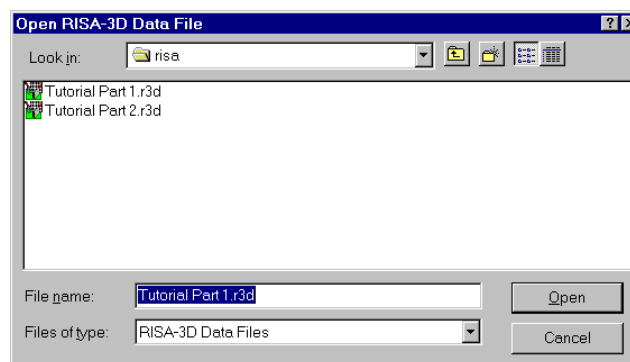 Open RISA-3D Data File
Look in: risa
Tutorial Part 1.r3d
Tutorial Part 2.r3d
File name: Tutorial Part 1.r3d Open
Files of type: RISA-3D Data Files Cancel